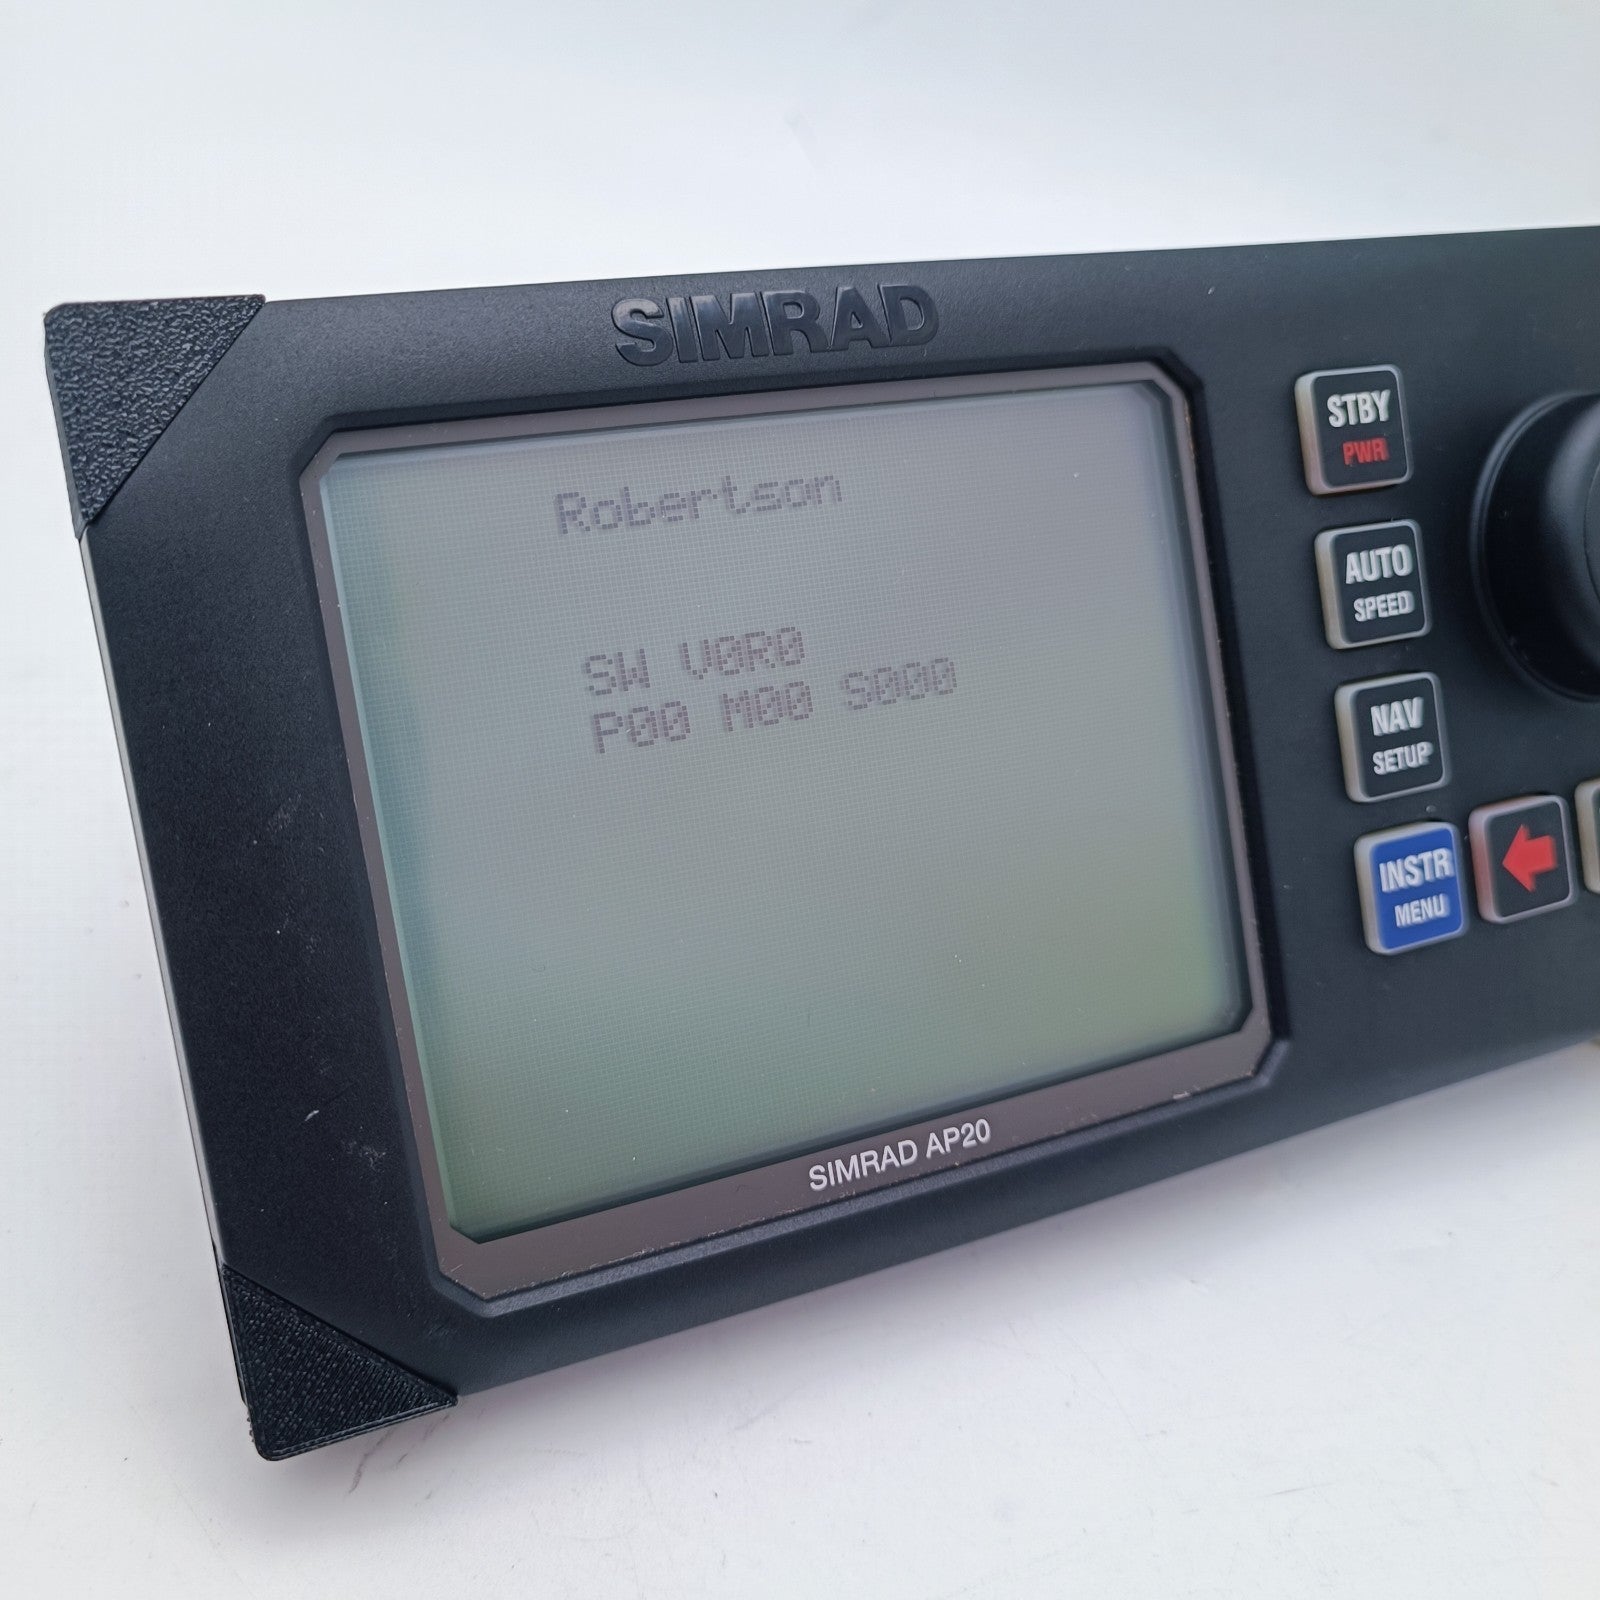 SIMRAD
Robertson
SW V0R0
P00 M00 S000
SIMRAD AP20
STBY
PWR
AUTO
SPEED
NAV
SETUP
INSTR
MENU